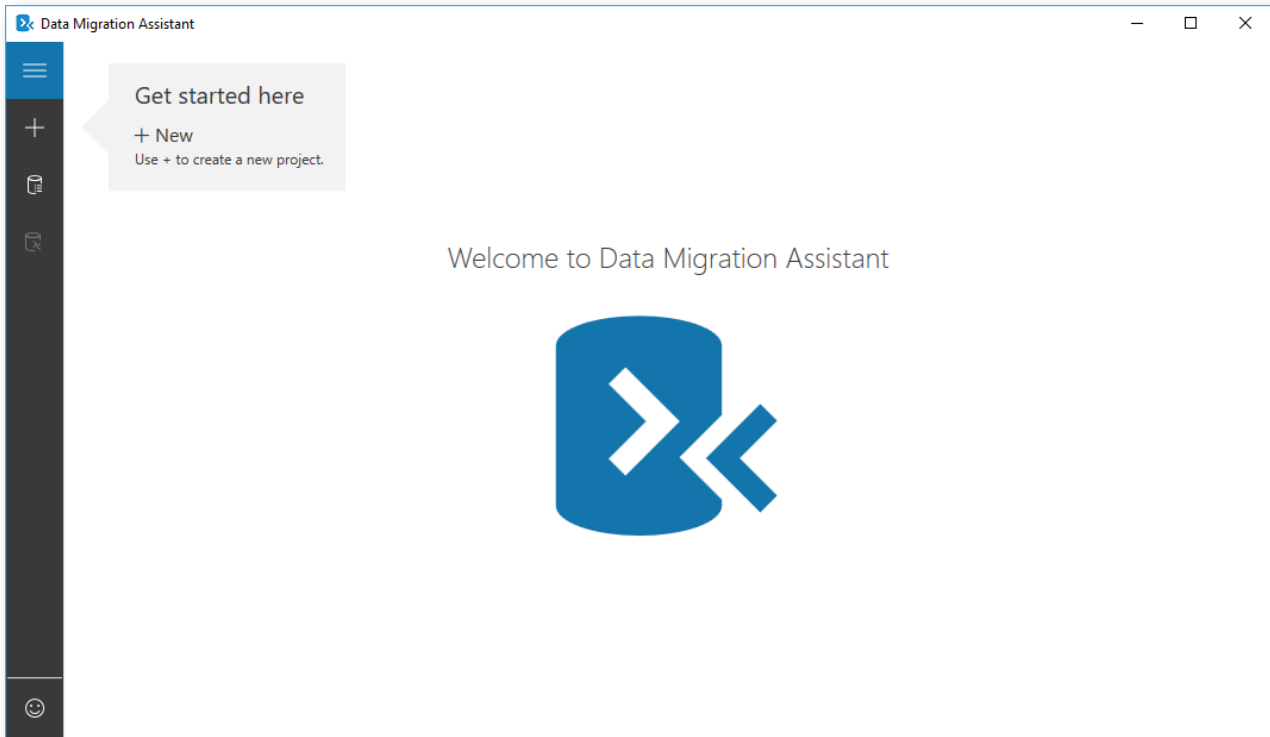 Data Migration Assistant
Get started here
+ New
Use + to create a new project.
Welcome to Data Migration Assistant